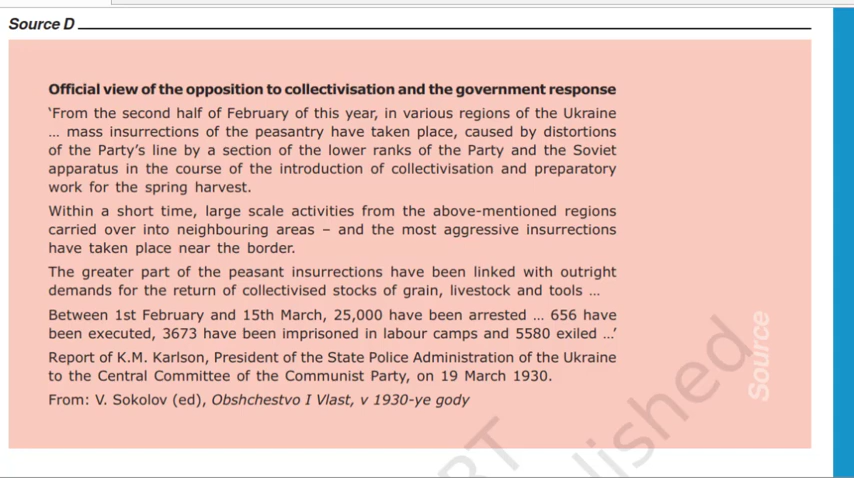 Source D
Official view of the opposition to collectivisation and the government response
‘From the second half of February of this year, in various regions of the Ukraine
… mass insurrections of the peasantry have taken place, caused by distortions
of the Party’s line by a section of the lower ranks of the Party and the Soviet
apparatus in the course of the introduction of collectivisation and preparatory
work for the spring harvest.
Within a short time, large scale activities from the above-mentioned regions
carried over into neighbouring areas – and the most aggressive insurrections
have taken place near the border.
The greater part of the peasant insurrections have been linked with outright
demands for the return of collectivised stocks of grain, livestock and tools …
Between 1st February and 15th March, 25,000 have been arrested … 656 have
been executed, 3673 have been imprisoned in labour camps and 5580 exiled …’
Report of K.M. Karlson, President of the State Police Administration of the Ukraine
to the Central Committee of the Communist Party, on 19 March 1930.
From: V. Sokolov (ed), Obshchestvo I Vlast, v 1930-ye gody
Source